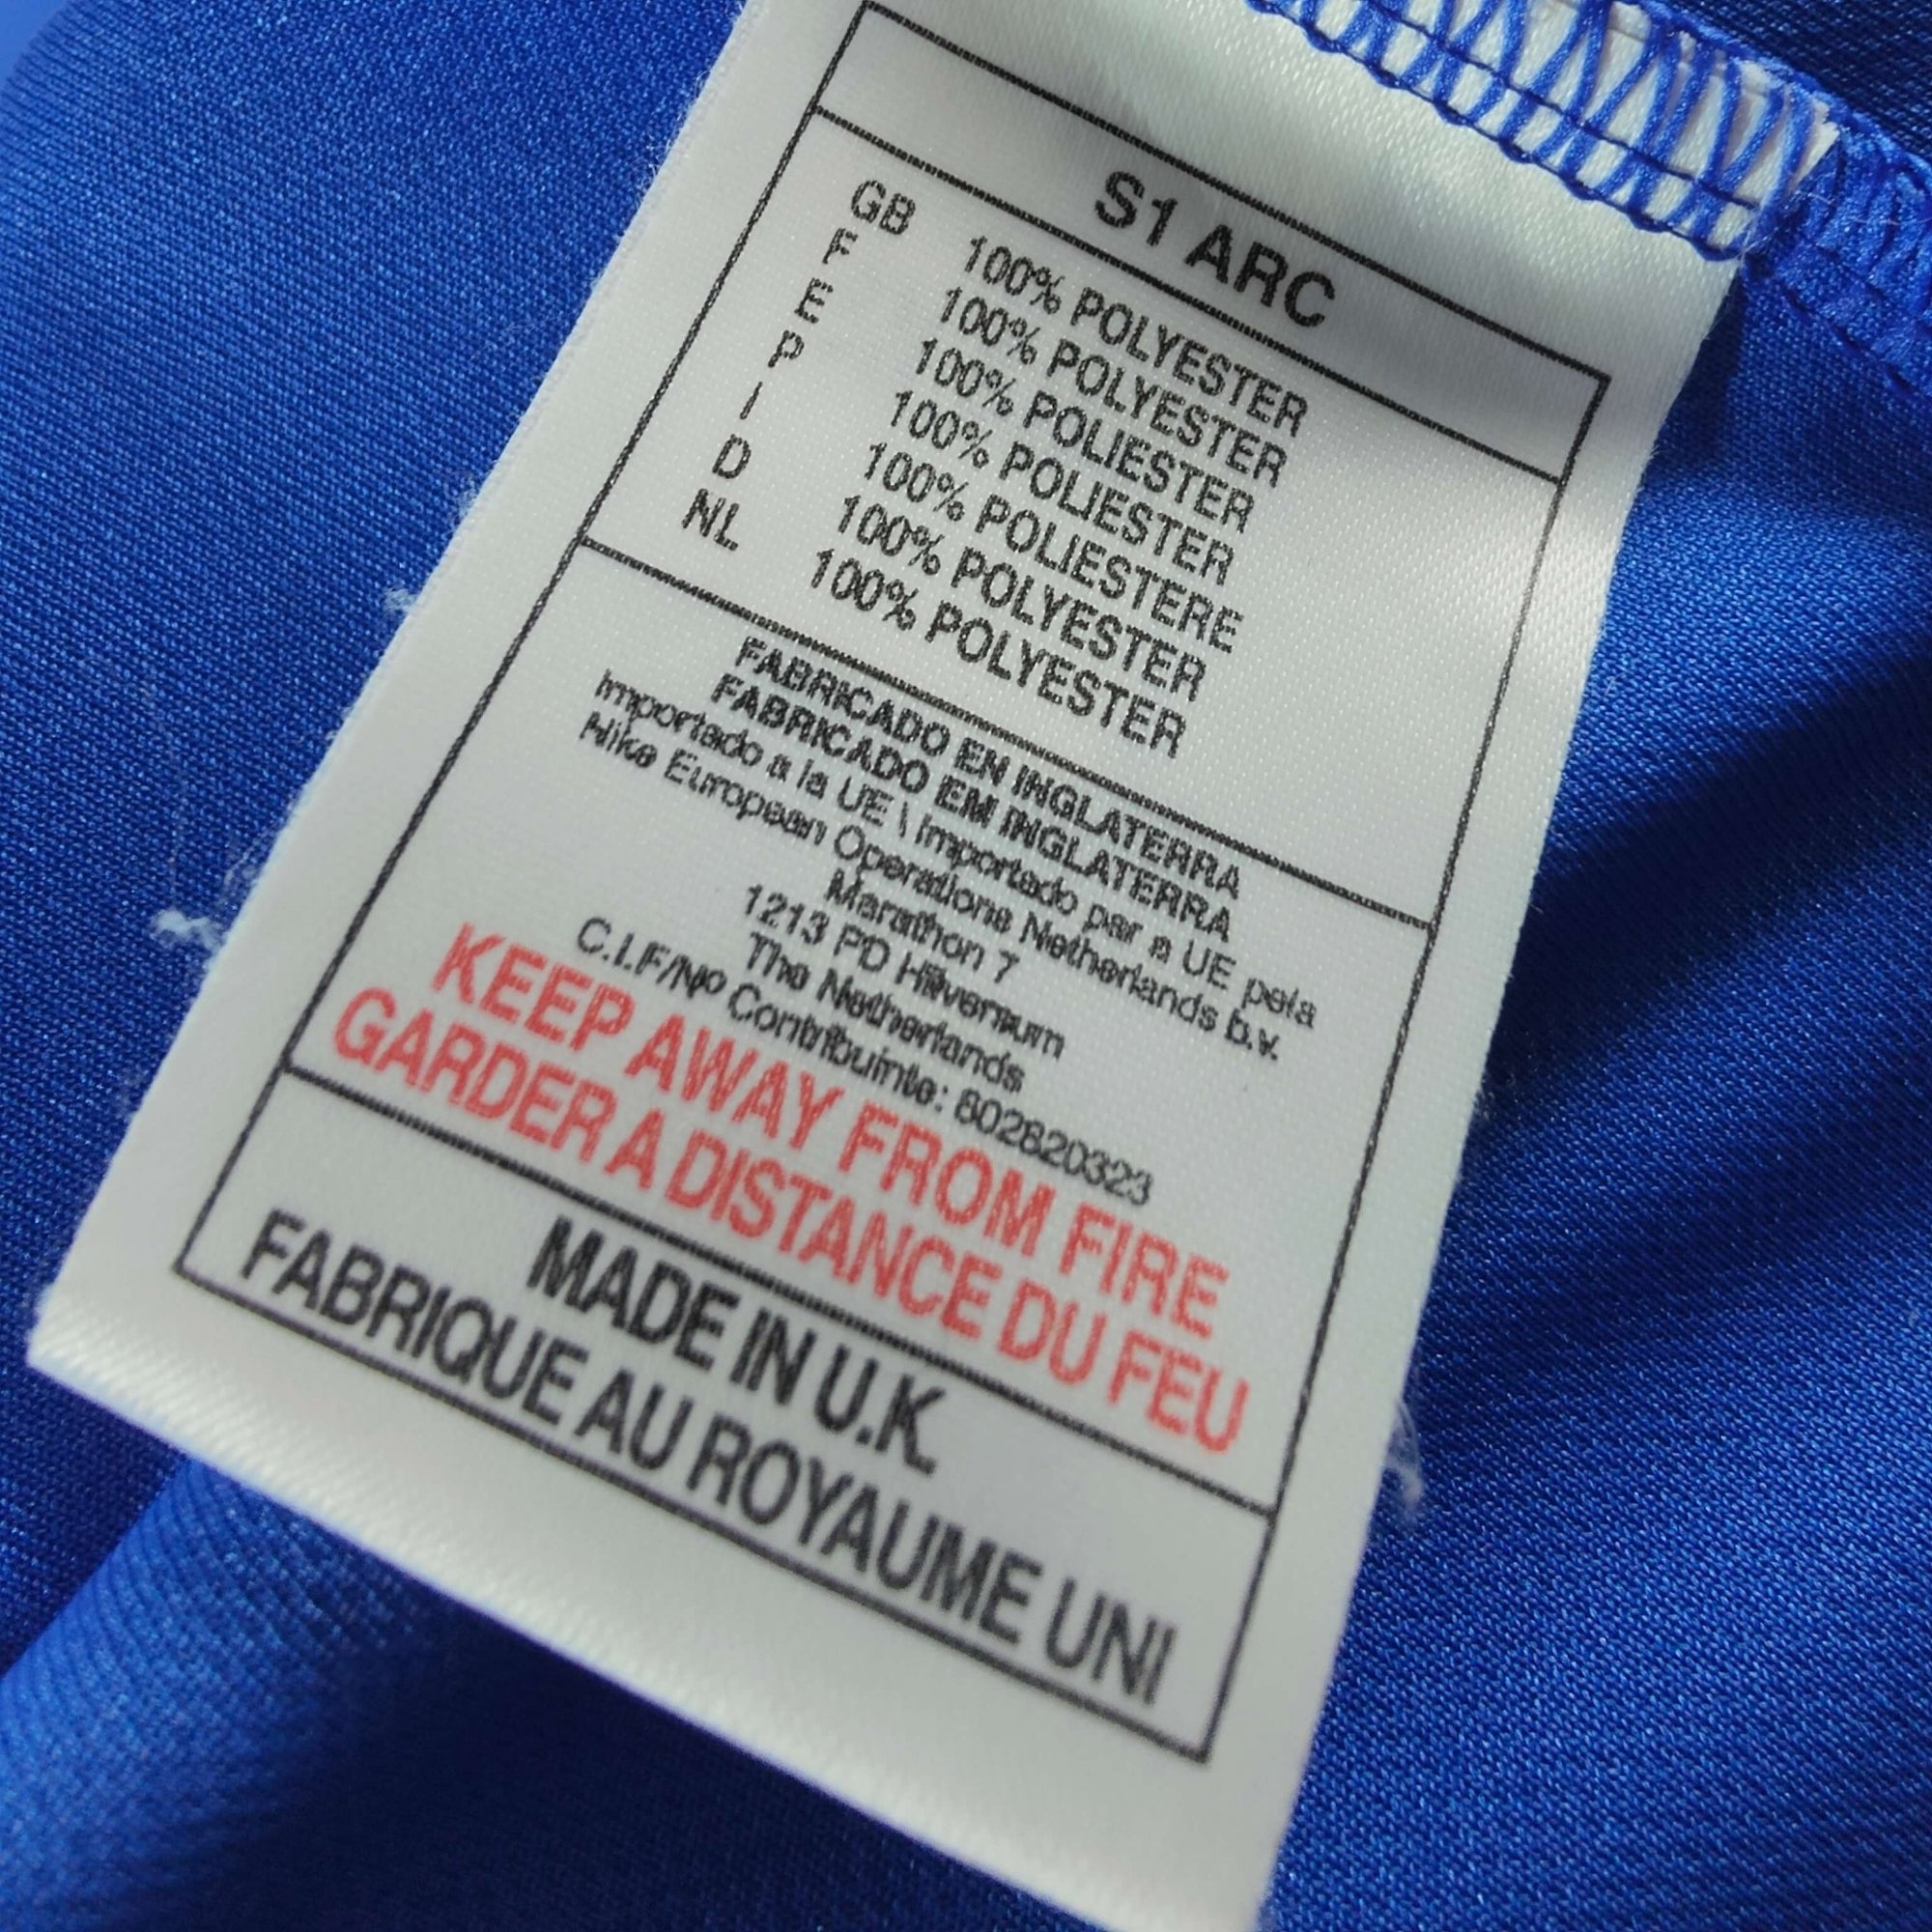 S1 ARC
GB 100% POLYESTER
F 100% POLYESTER
E 100% POLIESTER
P 100% POLIESTER
I 100% POLIESTERE
D 100% POLYESTER
NL 100% POLYESTER
FABRICADO EN INGLATERRA
FABRICADO EM INGLATERRA
Importado a la UE \ Importado par a UE pela
Nike European Operations Netherlands b.v.
Marathon 7
1213 PD Hilversum
The Netherlands
C.I.F/No Contribuinte: 802820323
KEEP AWAY FROM FIRE
GARDER A DISTANCE DU FEU
MADE IN U.K.
FABRIQUE AU ROYAUME UNI